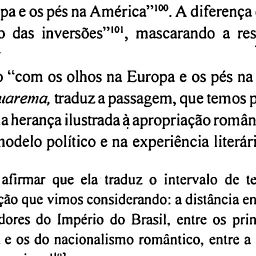 pa e os pés na América”¹⁰⁰. A diferença
o das inversões”¹⁰¹, mascarando a res
o “com os olhos na Europa e os pés na
uarema, traduz a passagem, que temos p
a herança ilustrada à apropriação român
modelo político e na experiência literári
afirmar que ela traduz o intervalo de te
ção que vimos considerando: a distância en
dores do Império do Brasil, entre os prin
e os do nacionalismo romântico, entre a